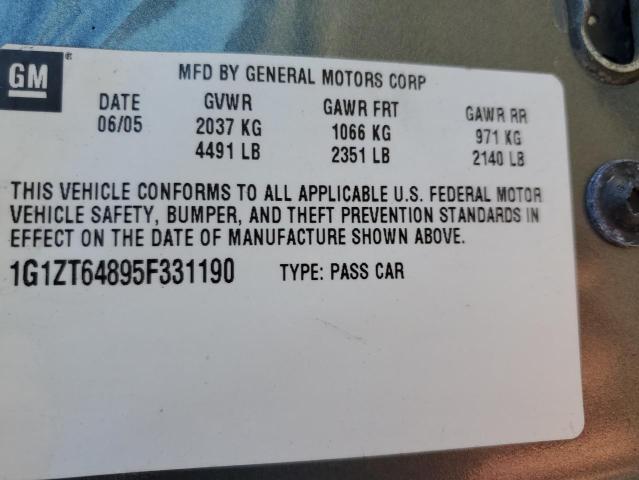 GM®
MFD BY GENERAL MOTORS CORP
DATE GVWR GAWR FRT GAWR RR
06/05 2037 KG 1066 KG 971 KG
4491 LB 2351 LB 2140 LB
THIS VEHICLE CONFORMS TO ALL APPLICABLE U.S. FEDERAL MOTOR
VEHICLE SAFETY, BUMPER, AND THEFT PREVENTION STANDARDS IN
EFFECT ON THE DATE OF MANUFACTURE SHOWN ABOVE.
1G1ZT64895F331190 TYPE: PASS CAR